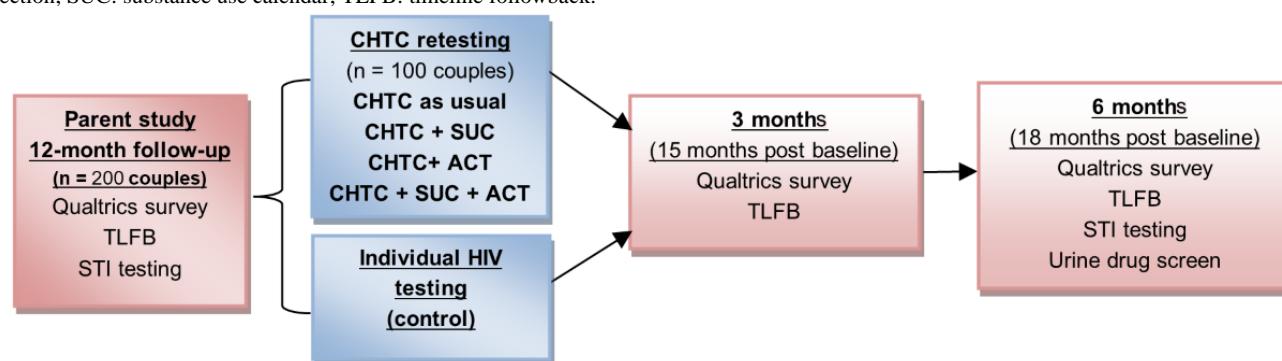 ection; SUC: substance use calendar; TLFB: timeline followback.
Parent study
12-month follow-up
(n = 200 couples)
Qualtrics survey
TLFB
STI testing
CHTC retesting
(n = 100 couples)
CHTC as usual
CHTC + SUC
CHTC+ ACT
CHTC + SUC + ACT
Individual HIV
testing
(control)
3 months
(15 months post baseline)
Qualtrics survey
TLFB
6 months
(18 months post baseline)
Qualtrics survey
TLFB
STI testing
Urine drug screen